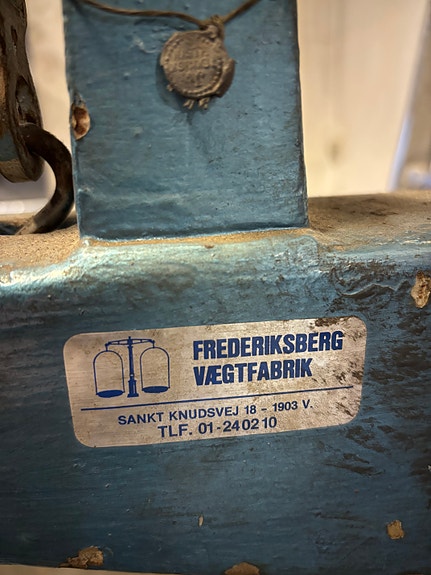 FREDERIKSBERG
VÆGTFABRIK
SANKT KNUDSVEJ 18 - 1903 V.
TLF. 01-240210